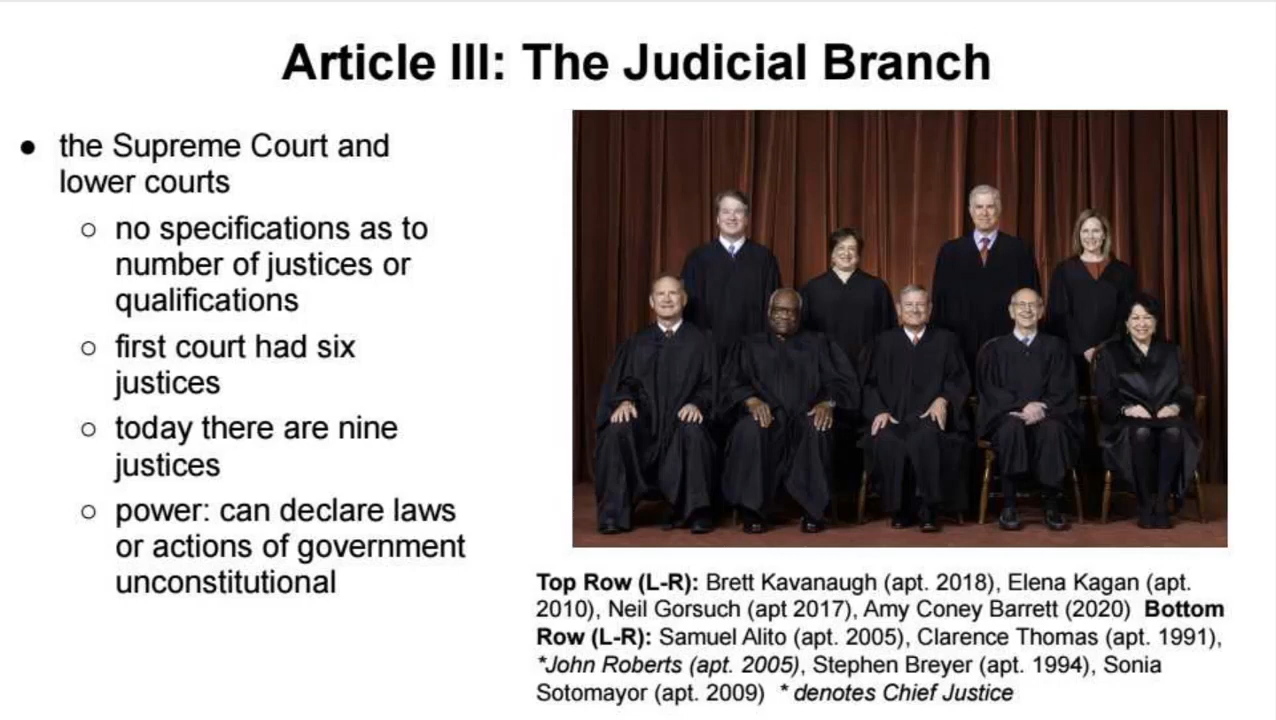 Article III: The Judicial Branch
● the Supreme Court and
lower courts
○ no specifications as to
number of justices or
qualifications
○ first court had six
justices
○ today there are nine
justices
○ power: can declare laws
or actions of government
unconstitutional
Top Row (L-R): Brett Kavanaugh (apt. 2018), Elena Kagan (apt.
2010), Neil Gorsuch (apt 2017), Amy Coney Barrett (2020) Bottom
Row (L-R): Samuel Alito (apt. 2005), Clarence Thomas (apt. 1991),
*John Roberts (apt. 2005), Stephen Breyer (apt. 1994), Sonia
Sotomayor (apt. 2009) * denotes Chief Justice